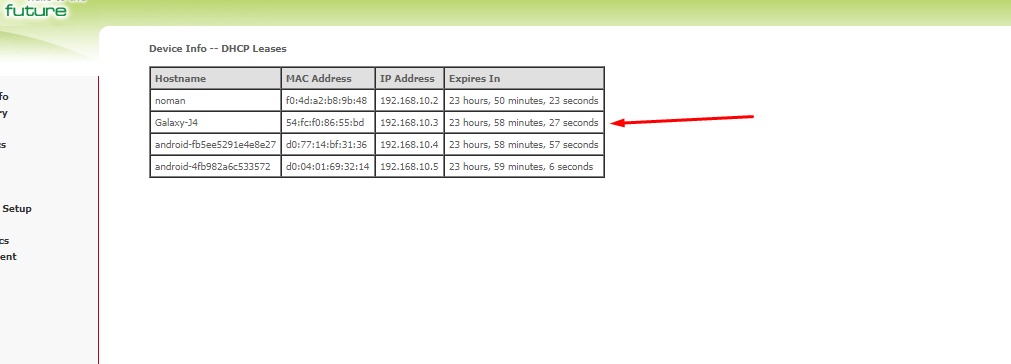 future
Device Info -- DHCP Leases
Hostname MAC Address IP Address Expires In
noman f0:4d:a2:b8:9b:48 192.168.10.2 23 hours, 50 minutes, 23 seconds
Galaxy-J4 54:fc:f0:86:55:bd 192.168.10.3 23 hours, 58 minutes, 27 seconds
android-fb5ee5291e4e8e27 d0:77:14:bf:31:36 192.168.10.4 23 hours, 58 minutes, 57 seconds
android-4fb982a6c533572 d0:04:01:69:32:14 192.168.10.5 23 hours, 59 minutes, 6 seconds
fo
ry
cs
Setup
cs
ent